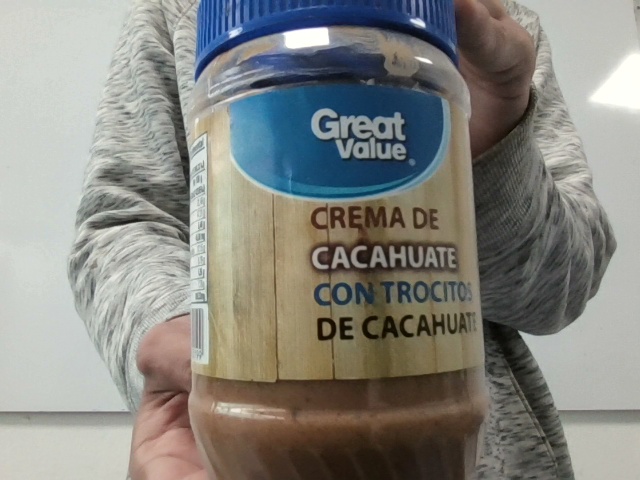 Great
Value
CREMA DE
CACAHUATE
CON TROCITOS
DE CACAHUATE